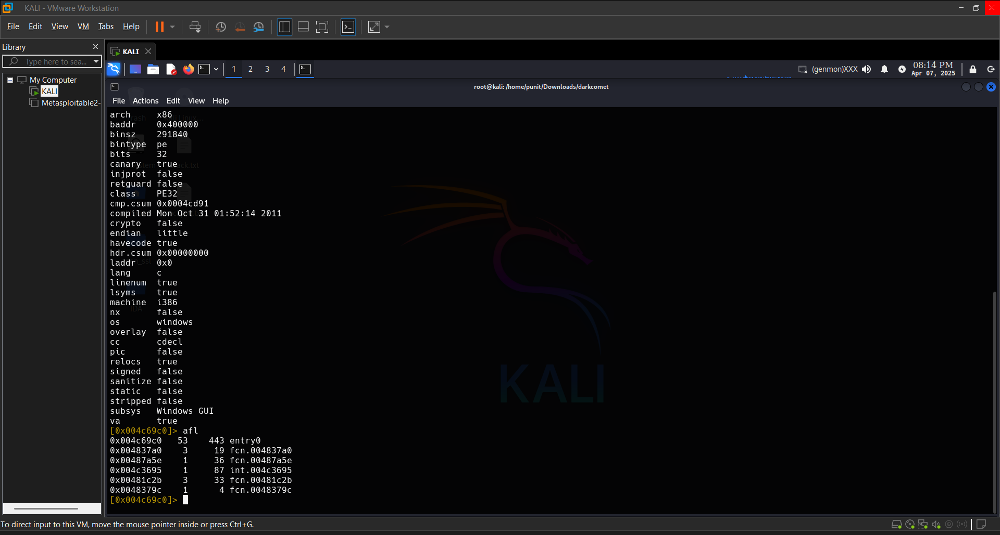 KALI - VMware Workstation
File Edit View VM Tabs Help
Library
Type here to sea...
My Computer
KALI
Metasploitable2-
KALI
1 2 3 4
(genmon)XXX
08:14 PM
Apr 07, 2025
root@kali: /home/punit/Downloads/darkcomet
File Actions Edit View Help
arch x86
baddr 0x400000
binsz 291840
bintype pe
bits 32
canary true
injprot false
retguard false
class PE32
cmp.csum 0x0004cd91
compiled Mon Oct 31 01:52:14 2011
crypto false
endian little
havecode true
hdr.csum 0x00000000
laddr 0x0
lang c
linenum true
lsyms true
machine i386
nx false
os windows
overlay false
cc cdecl
pic false
relocs true
signed false
sanitize false
static false
stripped false
subsys Windows GUI
va true
[0x004c69c0]> afl
0x004c69c0 53 443 entry0
0x004837a0 3 19 fcn.004837a0
0x00487a5e 1 36 fcn.00487a5e
0x004c3695 1 87 int.004c3695
0x00481c2b 3 33 fcn.00481c2b
0x0048379c 1 4 fcn.0048379c
[0x004c69c0]>
KALI
IDA
To direct input to this VM, move the mouse pointer inside or press Ctrl+G.